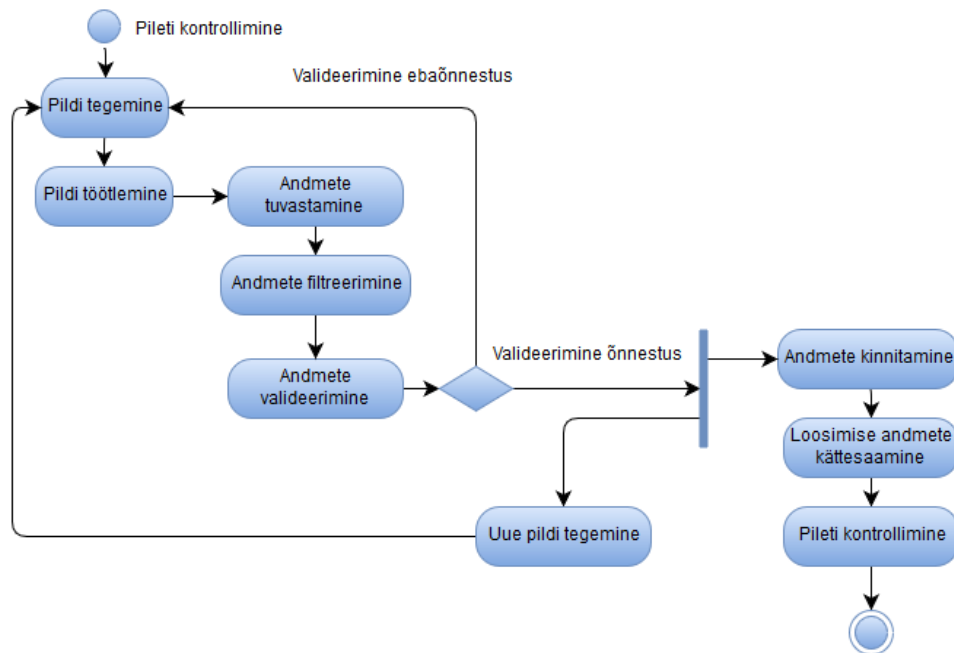 Pileti kontrollimine
Valideerimine ebaõnnestus
Pildi tegemine
Pildi töötlemine
Andmete
tuvastamine
Andmete filtreerimine
Andmete
valideerimine
Valideerimine õnnestus
Andmete kinnitamine
Loosimise andmete
kättesaamine
Uue pildi tegemine
Pileti kontrollimine